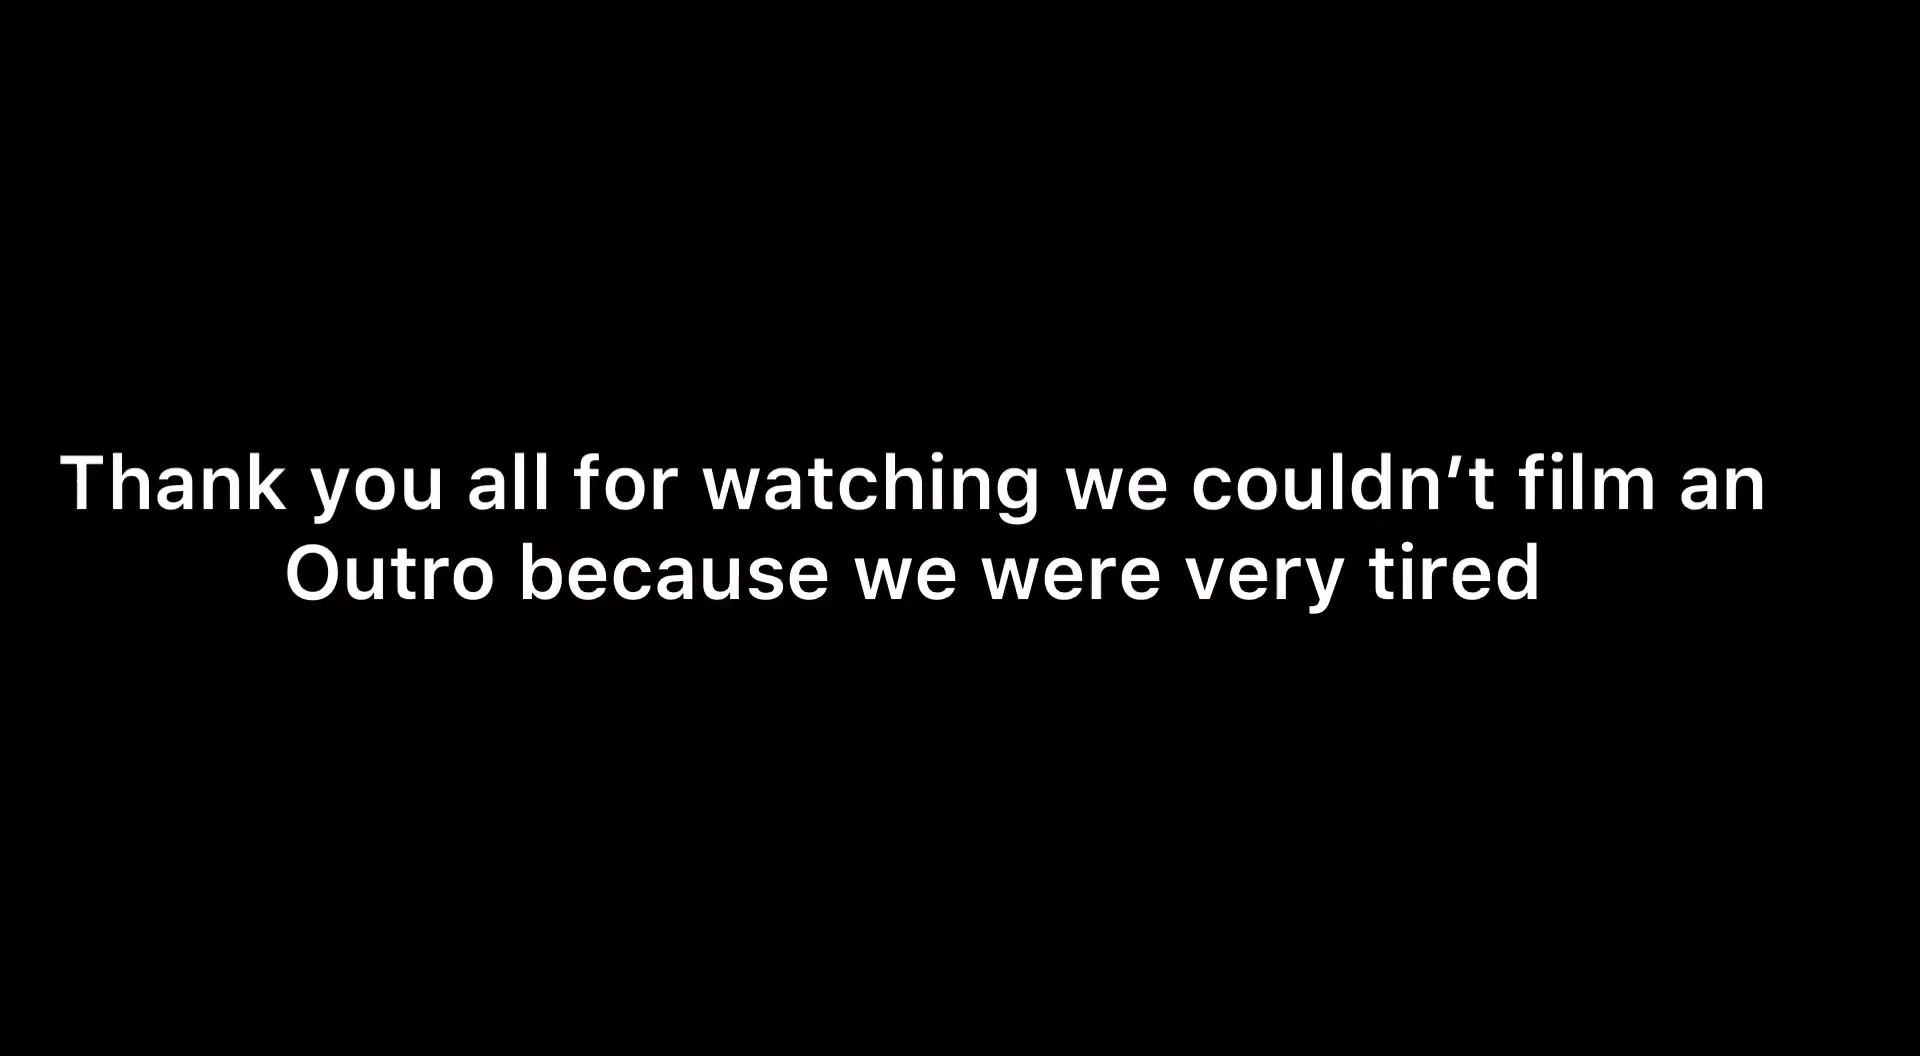 Thank you all for watching we couldn’t film an
Outro because we were very tired